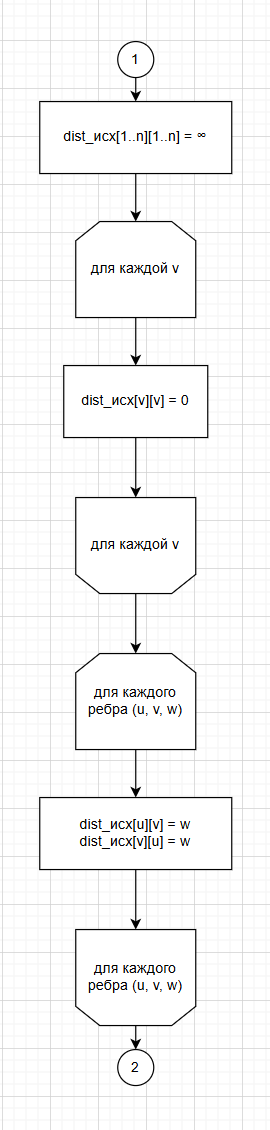 1
dist_исх[1..n][1..n] = ∞
для каждой v
dist_исх[v][v] = 0
для каждой v
для каждого
ребра (u, v, w)
dist_исх[u][v] = w
dist_исх[v][u] = w
для каждого
ребра (u, v, w)
2